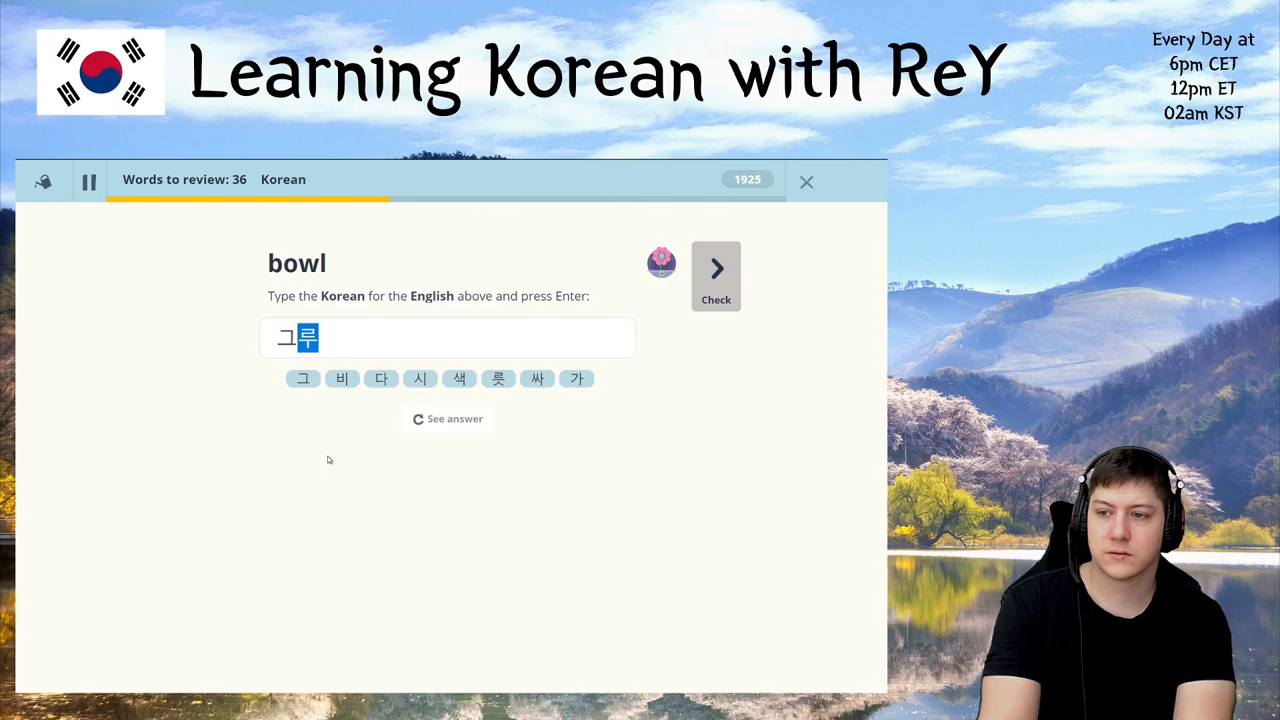 Learning Korean with ReY
Every Day at
6pm CET
12pm ET
02am KST
Words to review: 36 Korean
1925
bowl
Type the Korean for the English above and press Enter:
Check
그루
그 비 다 시 색 릇 싸 가
See answer